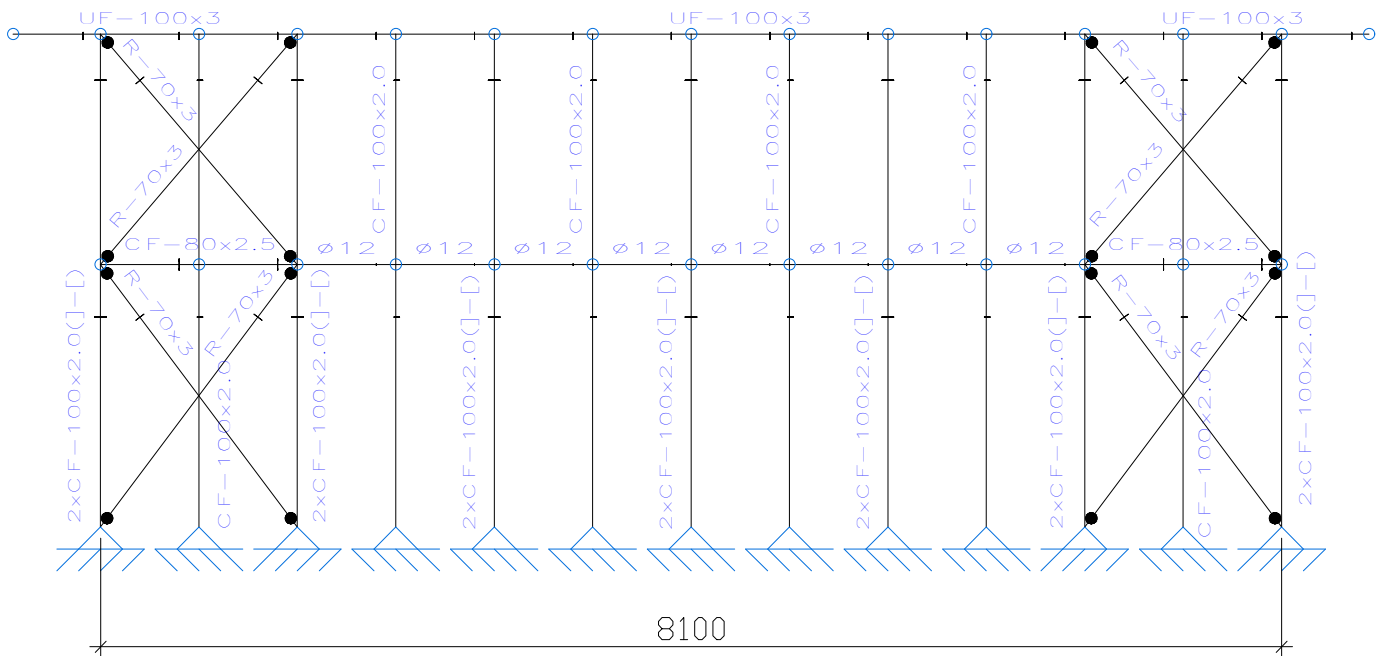 UF-100x3
UF-100x3
UF-100x3
R-70x3
R-70x3
CF-100x2.0
CF-100x2.0
CF-100x2.0
CF-100x2.0
R-70x3
R-70x3
CF-80x2.5
ø12
ø12
ø12
ø12
ø12
ø12
ø12
ø12
CF-80x2.5
2xCF-100x2.0(]-[)
R-70x3
R-70x3
CF-100x2.0
2xCF-100x2.0(]-[)
2xCF-100x2.0(]-[)
2xCF-100x2.0(]-[)
2xCF-100x2.0(]-[)
2xCF-100x2.0(]-[)
R-70x3
R-70x3
CF-100x2.0
2xCF-100x2.0(]-[)
8100